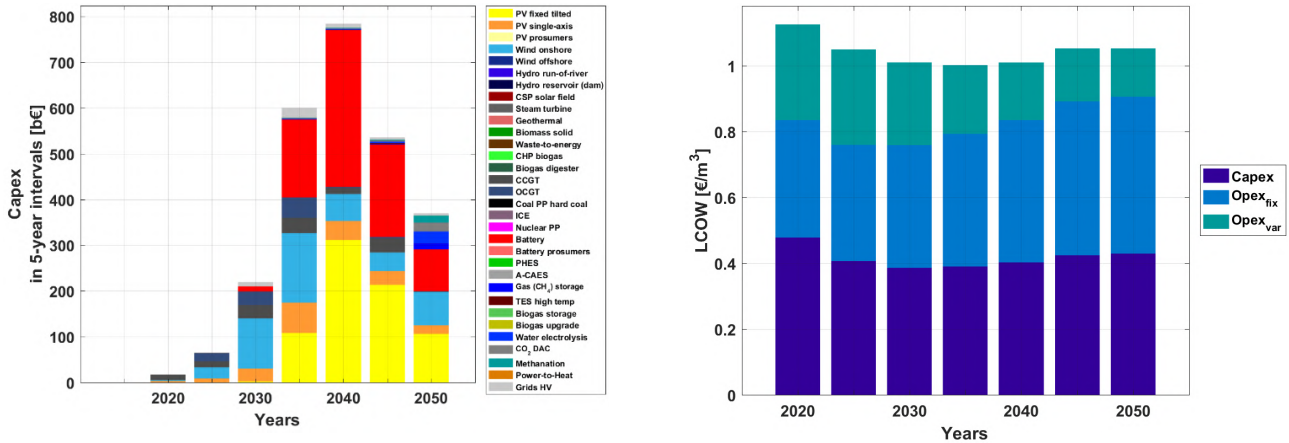 Capex
in 5-year intervals [b€]
800
700
600
500
400
300
200
100
0
2020
2030
2040
2050
Years
PV fixed tilted
PV single-axis
PV prosumers
Wind onshore
Wind offshore
Hydro run-of-river
Hydro reservoir (dam)
CSP solar field
Steam turbine
Geothermal
Biomass solid
Waste-to-energy
CHP biogas
Biogas digester
CCGT
OCGT
Coal PP hard coal
ICE
Nuclear PP
Battery
Battery prosumers
PHES
A-CAES
Gas (CH4) storage
TES high temp
Biogas storage
Biogas upgrade
Water electrolysis
CO2 DAC
Methanation
Power-to-Heat
Grids HV
LCOW [€/m3]
1
0.8
0.6
0.4
0.2
0
2020
2030
2040
2050
Years
Capex
Opexfix
Opexvar